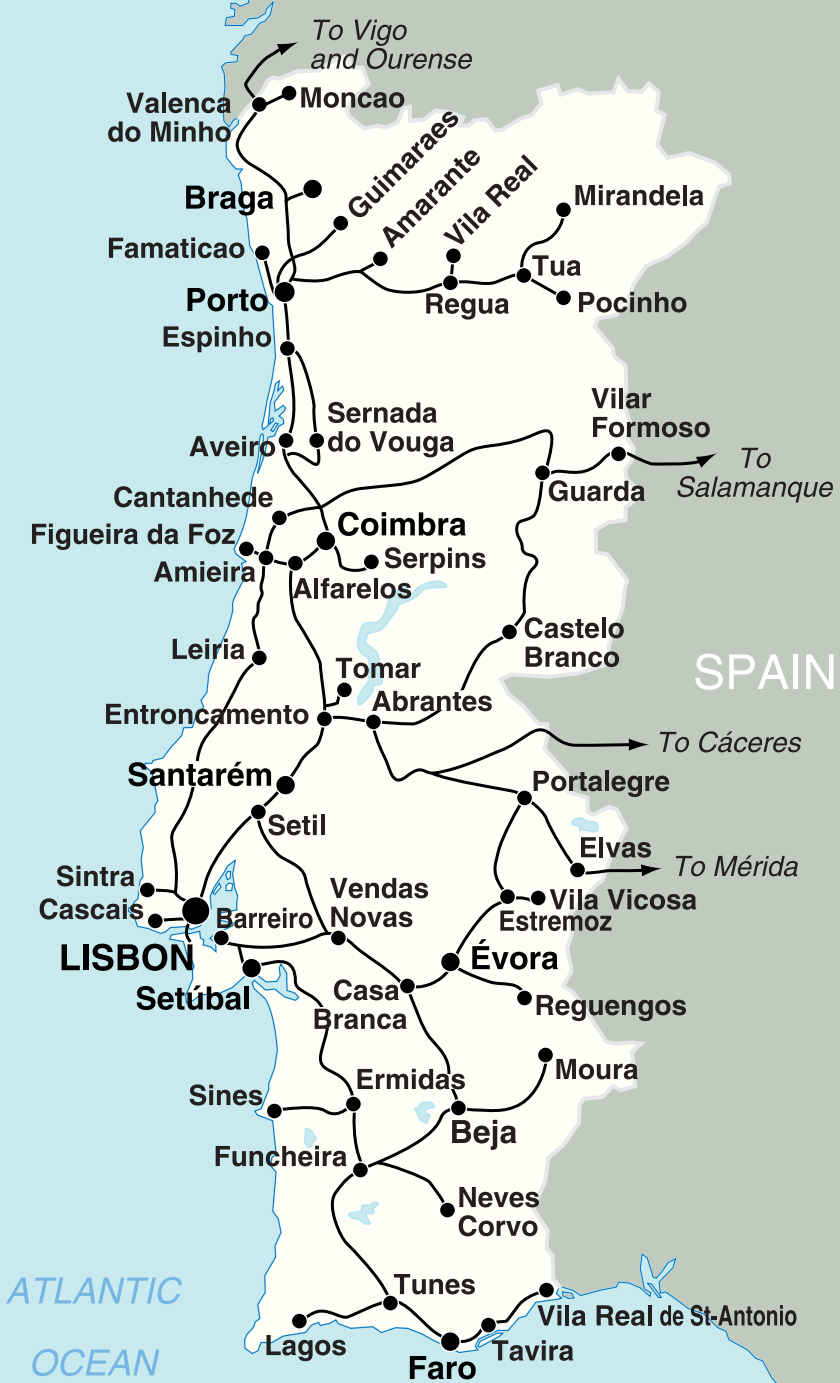 To Vigo
and Ourense
Valenca
do Minho
Moncao
Guimaraes
Amarante
Vila Real
Braga
Mirandela
Famaticao
Tua
Porto
Regua
Pocinho
Espinho
Vilar
Formoso
Sernada
do Vouga
Aveiro
To
Salamanque
Guarda
Cantanhede
Coimbra
Figueira da Foz
Serpins
Amieira
Alfarelos
Castelo
Branco
Leiria
SPAIN
Tomar
Abrantes
Entroncamento
To Cáceres
Santarém
Portalegre
Setil
Elvas
To Mérida
Sintra
Vendas
Novas
Vila Vicosa
Cascais
Barreiro
Estremoz
LISBON
Évora
Setúbal
Casa
Branca
Reguengos
Moura
Ermidas
Sines
Beja
Funcheira
Neves
Corvo
ATLANTIC
OCEAN
Tunes
Vila Real de St-Antonio
Lagos
Tavira
Faro